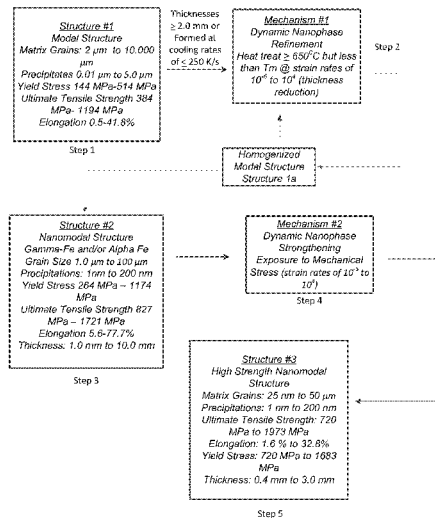 Structure #1
Modal Structure
Matrix Grains: 2 μm to 10,000
μm
Precipitates 0.01 μm to 5.0 μm
Yield Stress 144 MPa-514 MPa
Ultimate Tensile Strength 384
MPa- 1194 MPa
Elongation 0.5-41.8%
Step 1
Thicknesses
≥ 2.0 mm or
Formed at
cooling rates
of ≤ 250 K/s
Mechanism #1
Dynamic Nanophase
Refinement
Heat treat ≥ 650°C but less
than Tm @ strain rates of
10⁻⁶ to 10⁴ (thickness
reduction)
Step 2
Homogenized
Modal Structure
Structure 1a
Structure #2
Nanomodal Structure
Gamma-Fe and/or Alpha Fe
Grain Size 1.0 μm to 100 μm
Precipitations: 1nm to 200 nm
Yield Stress 264 MPa – 1174
MPa
Ultimate Tensile Strength 827
MPa – 1721 MPa
Elongation 5.6-77.7%
Thickness: 1.0 mm to 10.0 mm
Step 3
Mechanism #2
Dynamic Nanophase
Strengthening
Exposure to Mechanical
Stress (strain rates of to
)
Step 4
Structure #3
High Strength Nanomodal
Structure
Matrix Grains: 25 nm to 50 μm
Precipitations: 1 nm to 200 nm
Ultimate Tensile Strength: 720
MPa to 1973 MPa
Elongation: 1.6 % to 32.8%
Yield Stress: 720 MPa to 1683
MPa
Thickness: 0.4 mm to 3.0 mm
Step 5